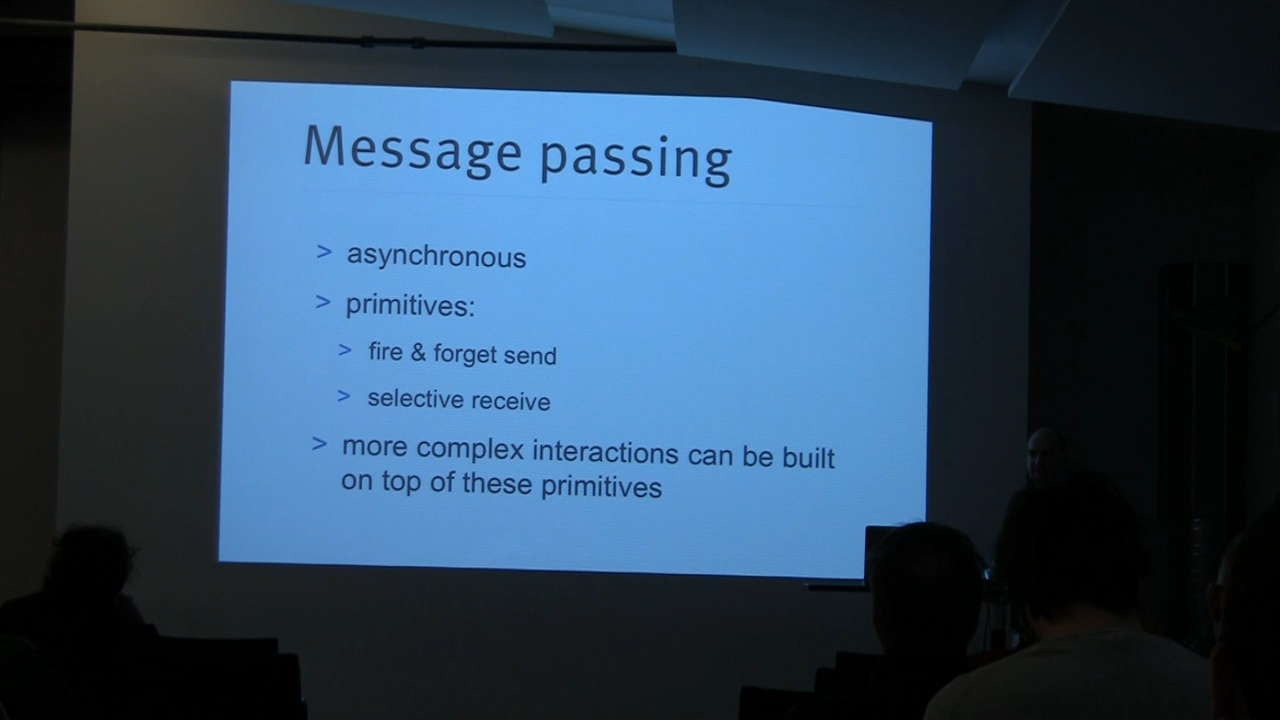 Message passing
> asynchronous
> primitives:
> fire & forget send
> selective receive
> more complex interactions can be built
on top of these primitives